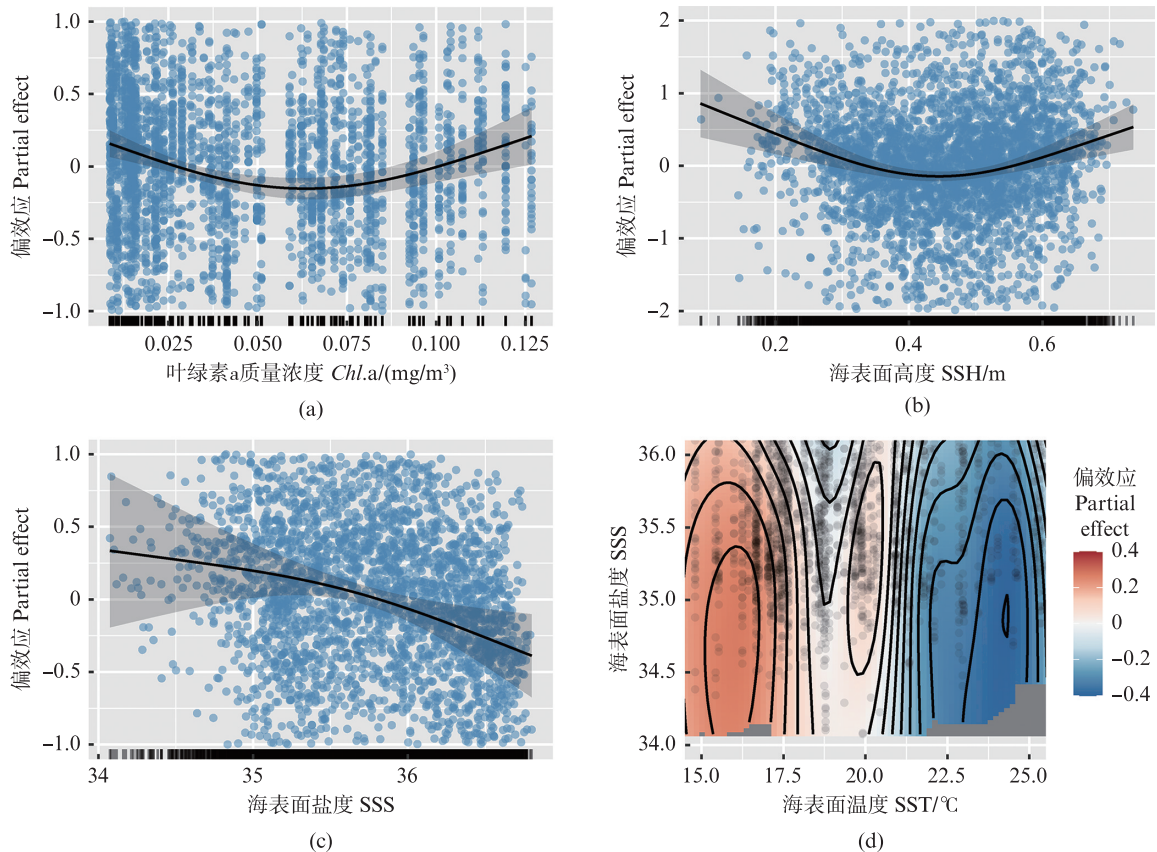 1.0
0.5
0
−0.5
−1.0
偏效应 Partial effect
0.025 0.050 0.075 0.100 0.125
叶绿素a质量浓度 Chl.a/(mg/m³)
(a)
2
1
0
−1
−2
偏效应 Partial effect
0.2 0.4 0.6
海表面高度 SSH/m
(b)
1.0
0.5
0
−0.5
−1.0
偏效应 Partial effect
34 35 36
海表面盐度 SSS
(c)
36.0
35.5
35.0
34.5
34.0
海表面盐度 SSS
15.0 17.5 20.0 22.5 25.0
海表面温度 SST/℃
(d)
偏效应
Partial
effect
0.4
0.2
0
−0.2
−0.4